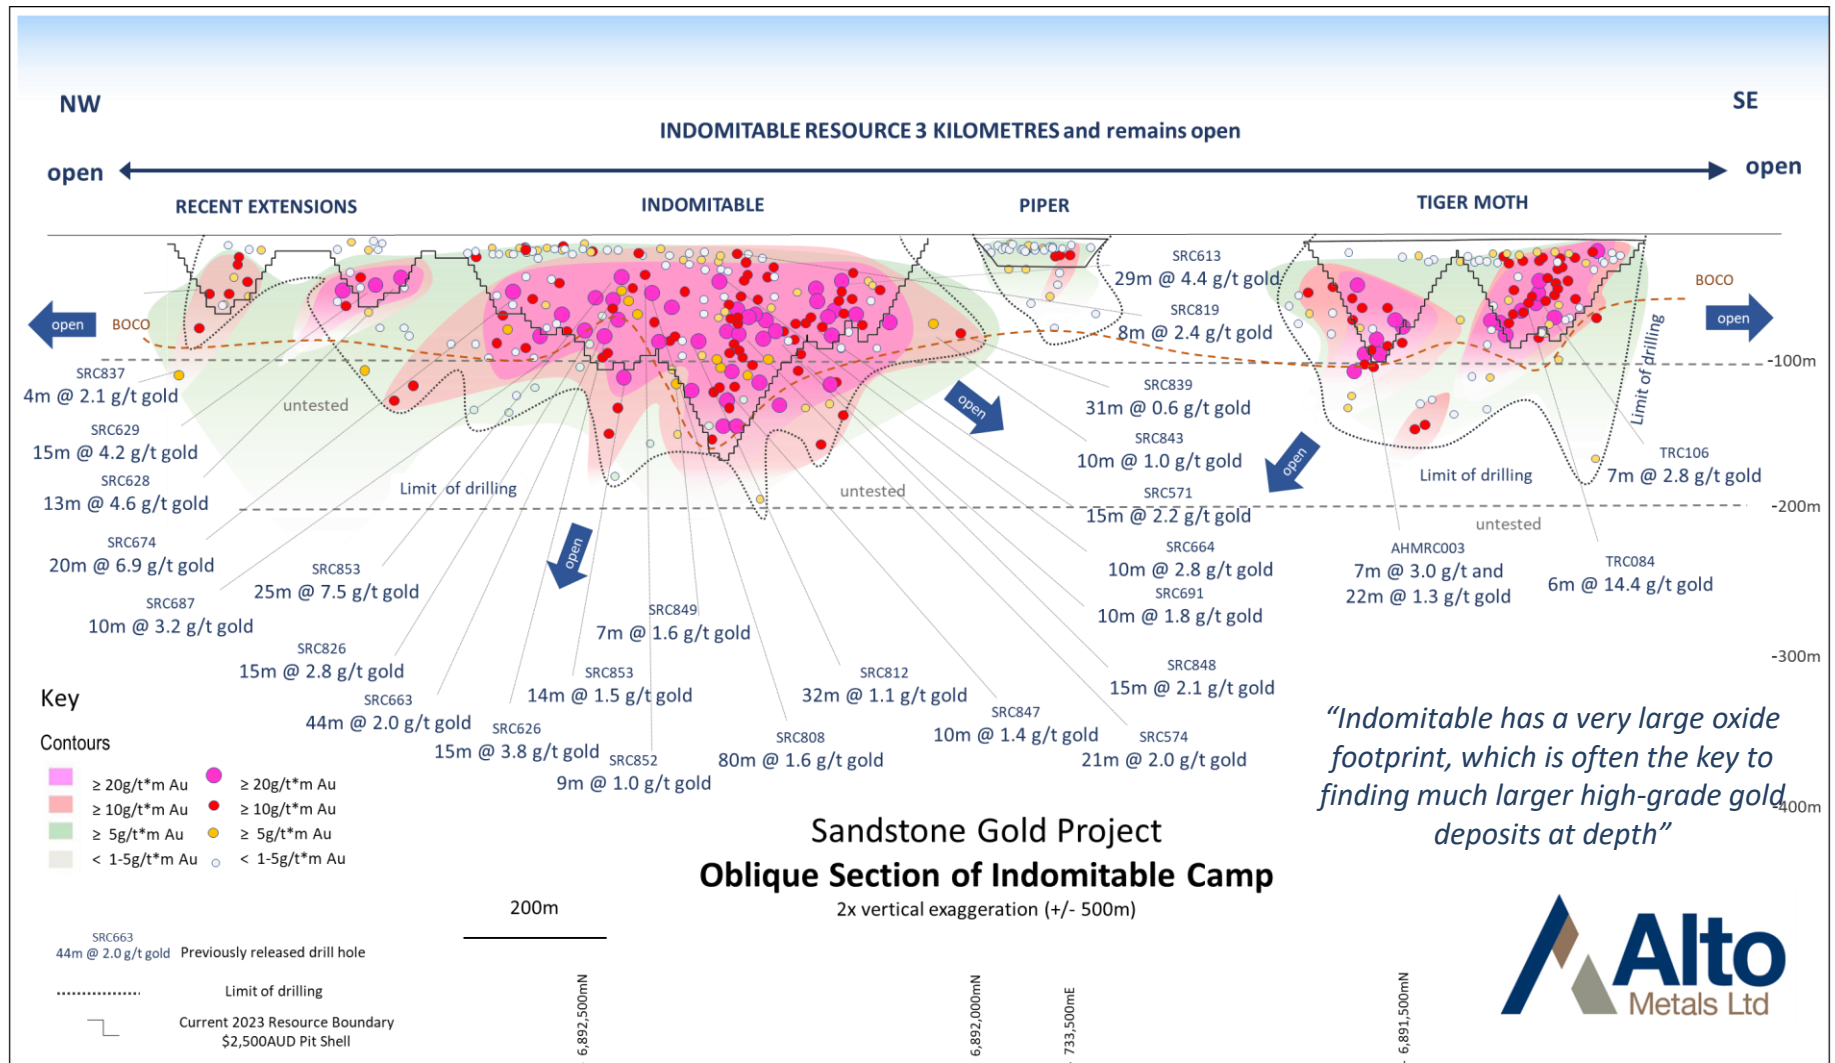 NW
SE
INDOMITABLE RESOURCE 3 KILOMETRES and remains open
open
open
RECENT EXTENSIONS
INDOMITABLE
PIPER
TIGER MOTH
SRC613
29m @ 4.4 g/t gold
SRC819
8m @ 2.4 g/t gold
BOCO
BOCO
open
open
-100m
SRC837
4m @ 2.1 g/t gold
untested
SRC629
15m @ 4.2 g/t gold
SRC628
13m @ 4.6 g/t gold
Limit of drilling
open
SRC839
31m @ 0.6 g/t gold
SRC843
10m @ 1.0 g/t gold
untested
open
Limit of drilling
Limit of drilling
TRC106
7m @ 2.8 g/t gold
SRC571
15m @ 2.2 g/t gold
-200m
untested
SRC674
20m @ 6.9 g/t gold
SRC853
25m @ 7.5 g/t gold
open
SRC664
10m @ 2.8 g/t gold
AHMRC003
7m @ 3.0 g/t and
22m @ 1.3 g/t gold
TRC084
6m @ 14.4 g/t gold
SRC687
10m @ 3.2 g/t gold
SRC849
7m @ 1.6 g/t gold
SRC691
10m @ 1.8 g/t gold
SRC826
15m @ 2.8 g/t gold
SRC853
14m @ 1.5 g/t gold
SRC812
32m @ 1.1 g/t gold
SRC848
15m @ 2.1 g/t gold
-300m
SRC663
44m @ 2.0 g/t gold
SRC626
15m @ 3.8 g/t gold
SRC852
9m @ 1.0 g/t gold
SRC808
80m @ 1.6 g/t gold
SRC847
10m @ 1.4 g/t gold
SRC574
21m @ 2.0 g/t gold
"Indomitable has a very large oxide
footprint, which is often the key to
finding much larger high-grade gold
deposits at depth"
-400m
Key
Contours
≥ 20g/t*m Au
≥ 20g/t*m Au
≥ 10g/t*m Au
≥ 10g/t*m Au
≥ 5g/t*m Au
≥ 5g/t*m Au
< 1-5g/t*m Au
< 1-5g/t*m Au
Sandstone Gold Project
Oblique Section of Indomitable Camp
2x vertical exaggeration (+/- 500m)
200m
SRC663
44m @ 2.0 g/t gold
Previously released drill hole
Limit of drilling
Current 2023 Resource Boundary
$2,500AUD Pit Shell
6,892,500mN
6,892,000mN
733,500mE
6,891,500mN
Alto
Metals Ltd